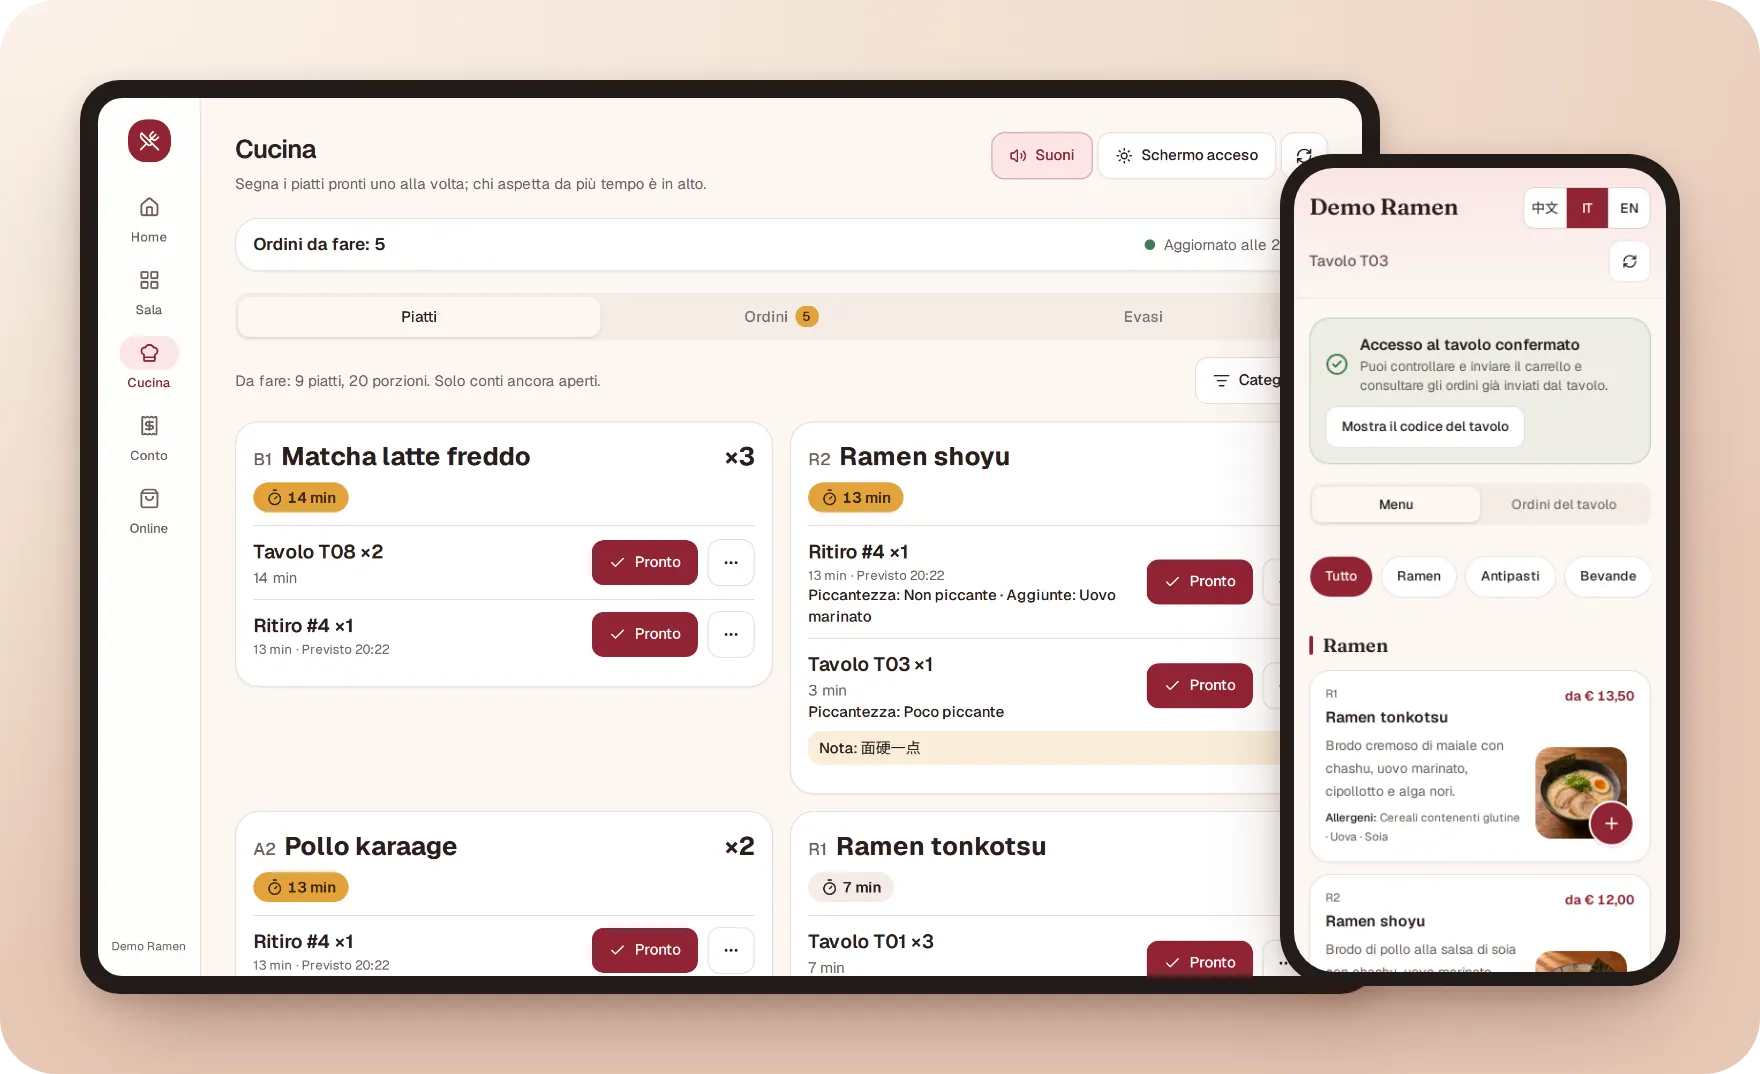 Cucina
Segna i piatti pronti uno alla volta; chi aspetta da più tempo è in alto.
Suoni
Schermo acceso
Home
Sala
Cucina
Conto
Online
Demo Ramen
Ordini da fare: 5
Aggiornato alle 2
Piatti
Ordini 5
Evasi
Da fare: 9 piatti, 20 porzioni. Solo conti ancora aperti.
Categ
B1 Matcha latte freddo ×3
14 min
Tavolo T08 ×2
14 min
Pronto
Ritiro #4 ×1
13 min · Previsto 20:22
Pronto
R2 Ramen shoyu
13 min
Ritiro #4 ×1
13 min · Previsto 20:22
Piccantezza: Non piccante · Aggiunte: Uovo
marinato
Pronto
Tavolo T03 ×1
3 min
Piccantezza: Poco piccante
Pronto
Nota: 面硬一点
A2 Pollo karaage ×2
13 min
Ritiro #4 ×1
13 min · Previsto 20:22
Pronto
R1 Ramen tonkotsu
7 min
Tavolo T01 ×3
7 min
Pronto
Demo Ramen
中文 IT EN
Tavolo T03
Accesso al tavolo confermato
Puoi controllare e inviare il carrello e
consultare gli ordini già inviati dal tavolo.
Mostra il codice del tavolo
Menu
Ordini del tavolo
Tutto
Ramen
Antipasti
Bevande
Ramen
R1
da € 13,50
Ramen tonkotsu
Brodo cremoso di maiale con
chashu, uovo marinato,
cipollotto e alga nori.
Allergeni: Cereali contenenti glutine
· Uova · Soia
R2
da € 12,00
Ramen shoyu
Brodo di pollo alla salsa di soia
con chashu, uovo marinato,